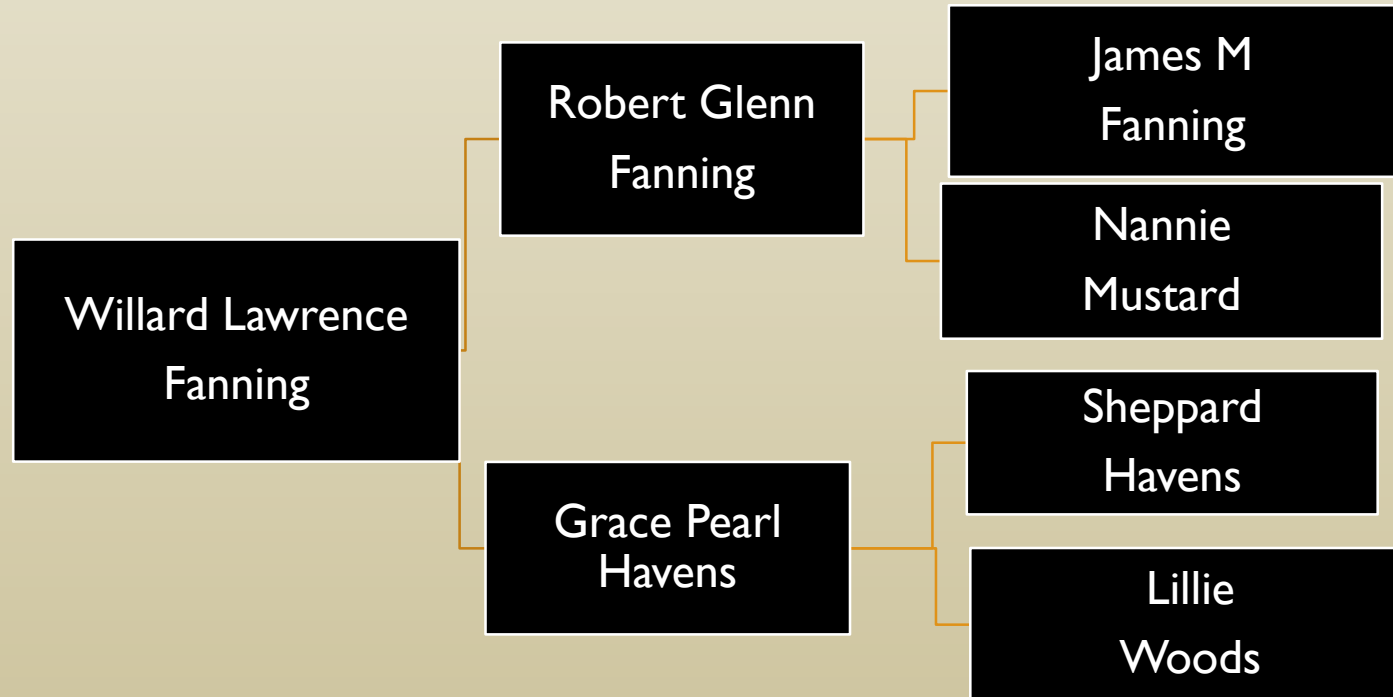 Willard Lawrence
Fanning
Robert Glenn
Fanning
James M
Fanning
Nannie
Mustard
Grace Pearl
Havens
Sheppard
Havens
Lillie
Woods